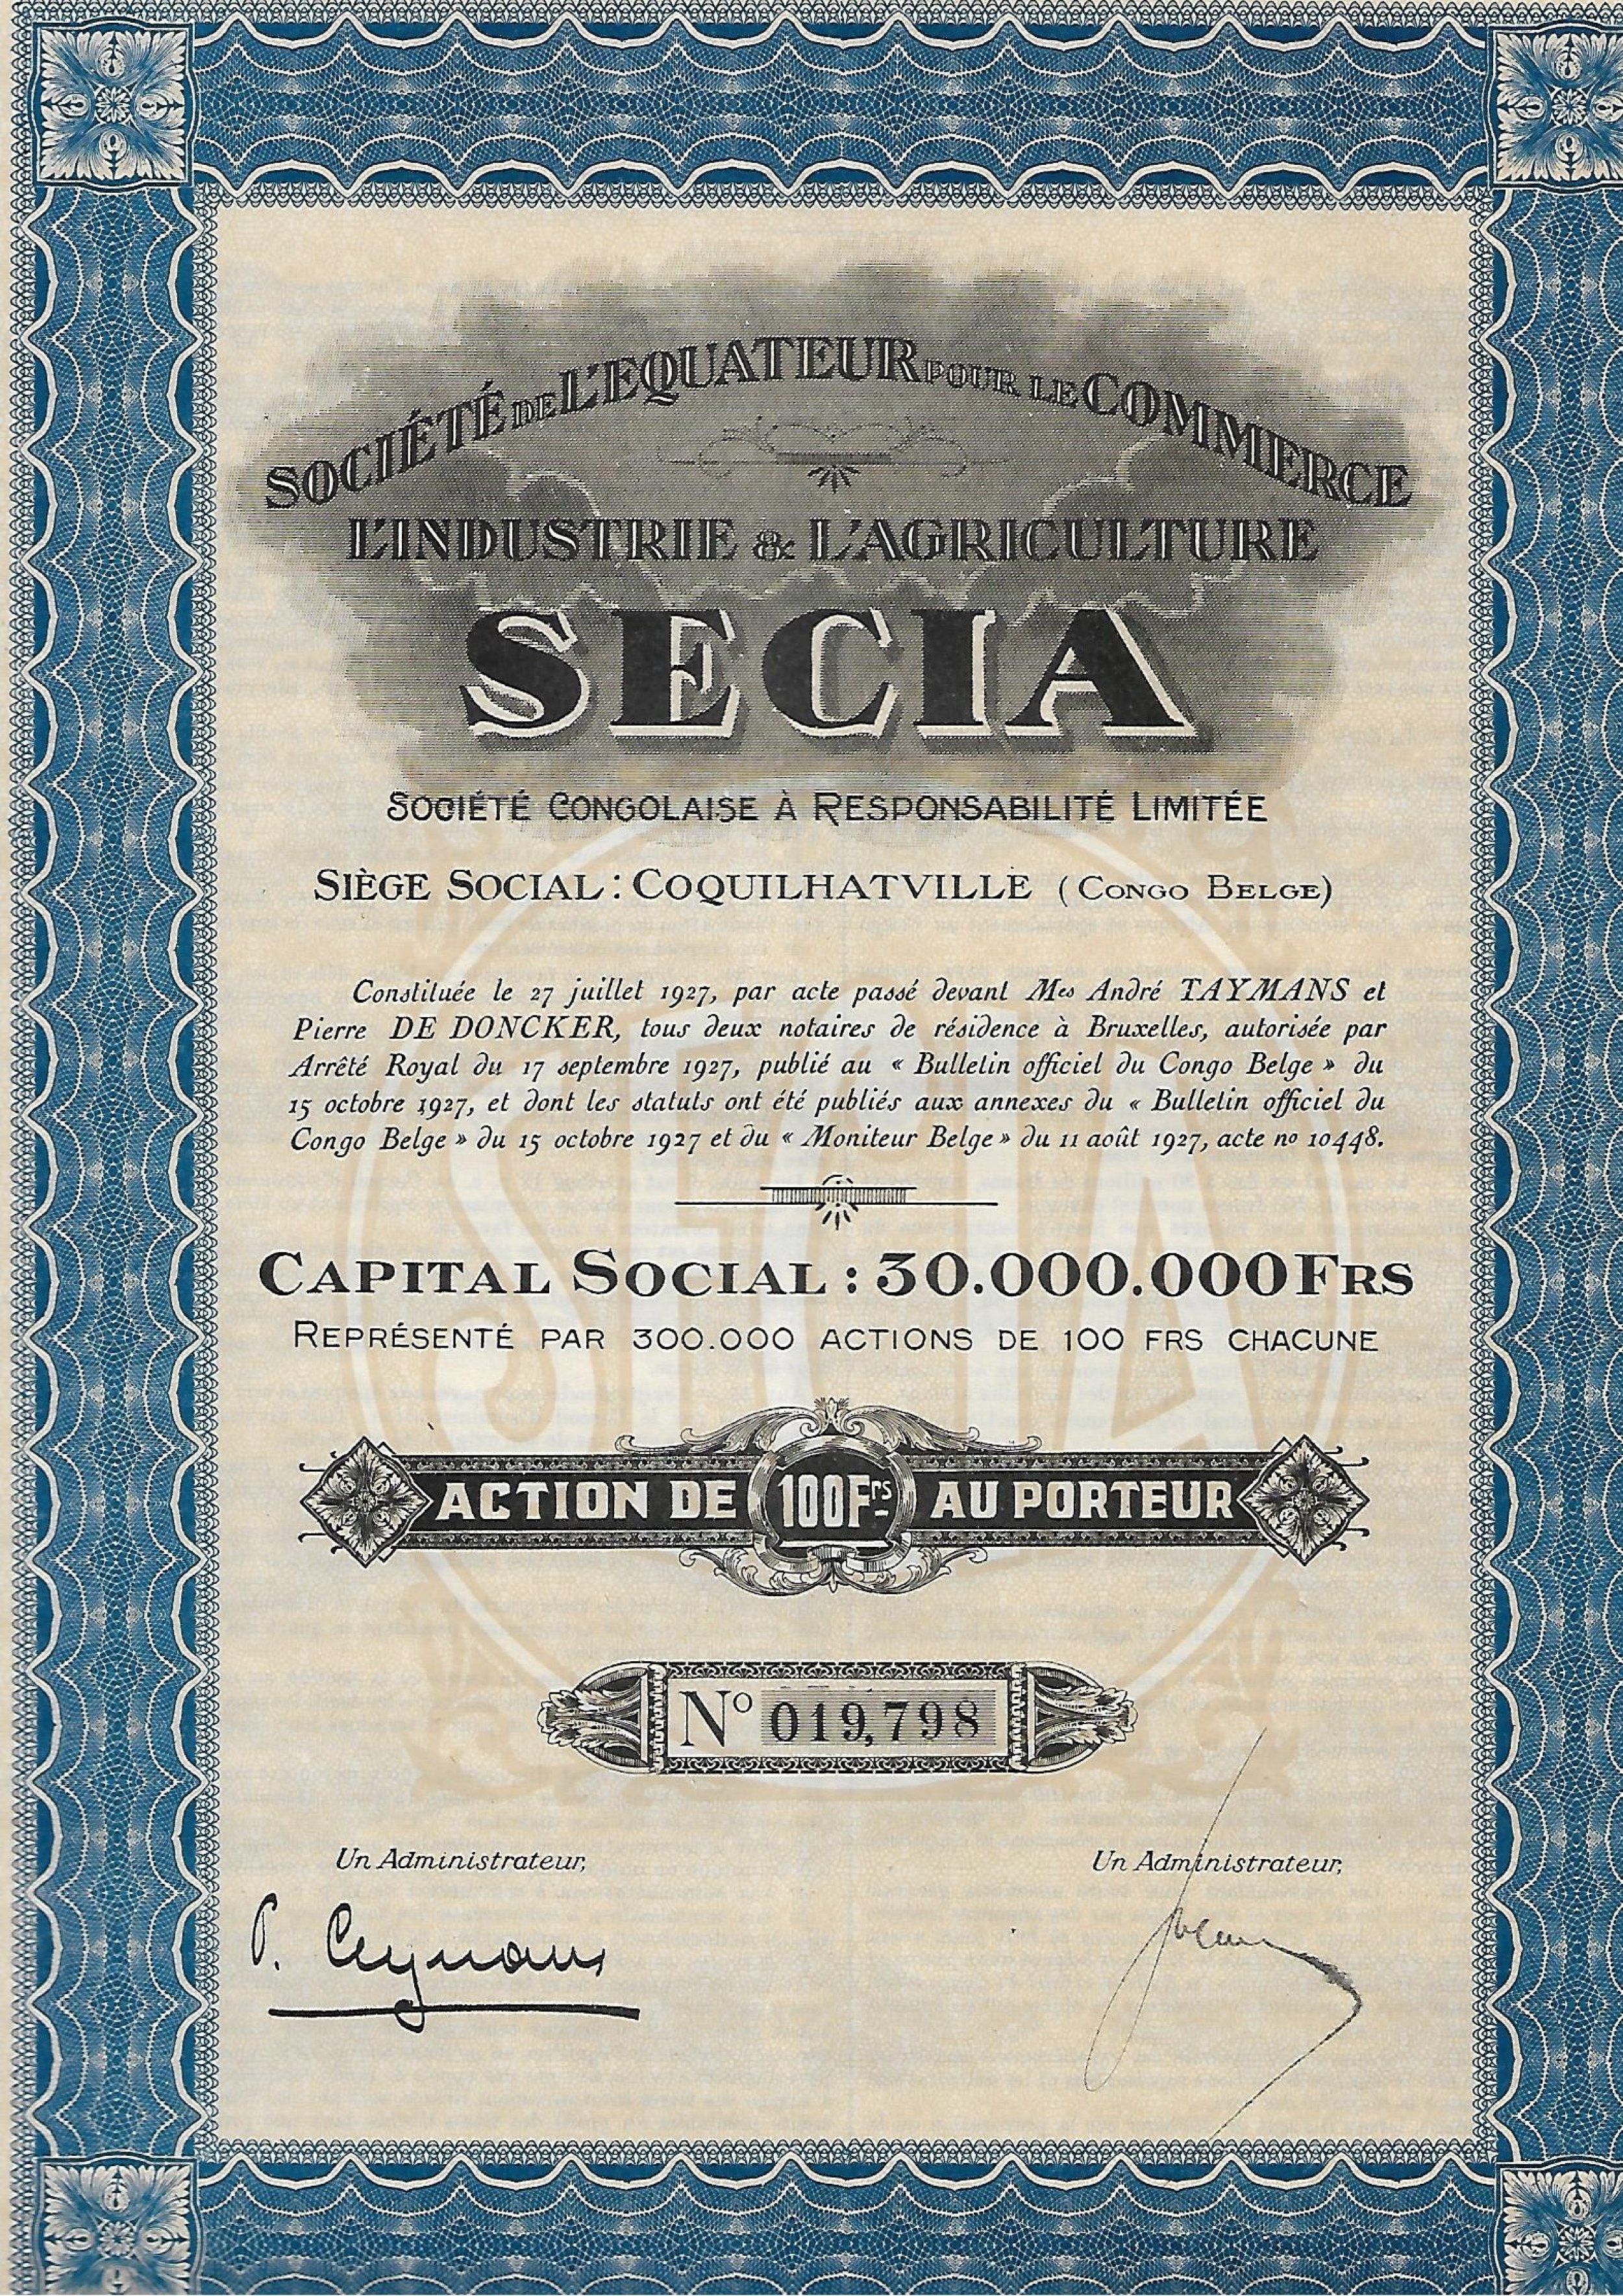 SOCIÉTÉ DE L'EQUATEUR POUR LE COMMERCE
L'INDUSTRIE & L'AGRICULTURE
SECIA
SOCIÉTÉ CONGOLAISE À RESPONSABILITÉ LIMITÉE
SIÈGE SOCIAL : COQUILHATVILLE (CONGO BELGE)
Constituée le 27 juillet 1927, par acte passé devant Mes André TAYMANS et
Pierre DE DONCKER, tous deux notaires de résidence à Bruxelles, autorisée par
Arrêté Royal du 17 septembre 1927, publié au « Bulletin officiel du Congo Belge » du
15 octobre 1927, et dont les statuts ont été publiés aux annexes du « Bulletin officiel du
Congo Belge » du 15 octobre 1927 et du « Moniteur Belge » du 11 août 1927, acte no 10448.
SECIA
CAPITAL SOCIAL : 30.000.000 FRS
REPRÉSENTÉ PAR 300.000 ACTIONS DE 100 FRS CHACUNE
ACTION DE 100 Frs AU PORTEUR
No 019,798
Un Administrateur,
Un Administrateur,